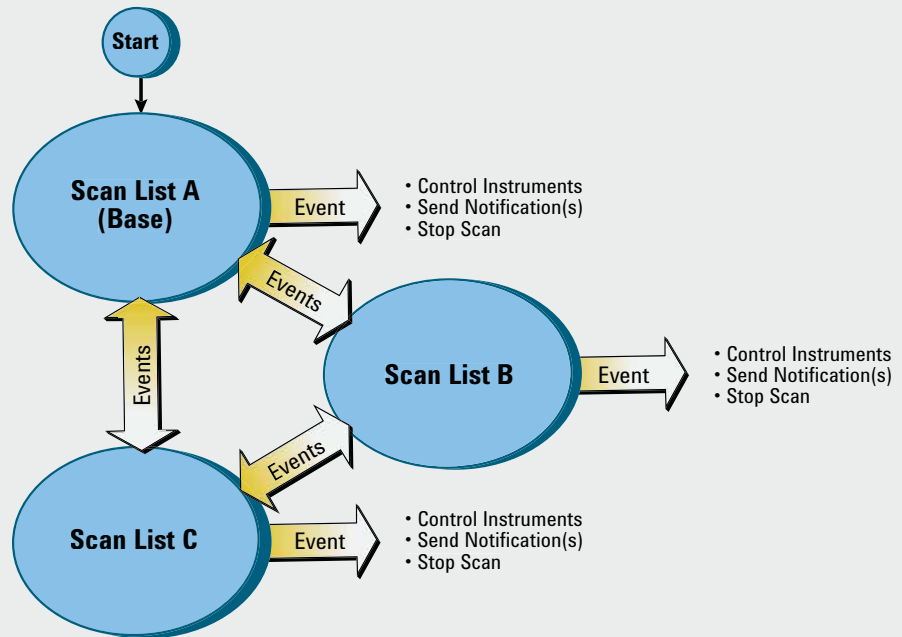 Start
Scan List A
(Base)
Event
• Control Instruments
• Send Notification(s)
• Stop Scan
Events
Events
Scan List B
Event
• Control Instruments
• Send Notification(s)
• Stop Scan
Events
Scan List C
Event
• Control Instruments
• Send Notification(s)
• Stop Scan